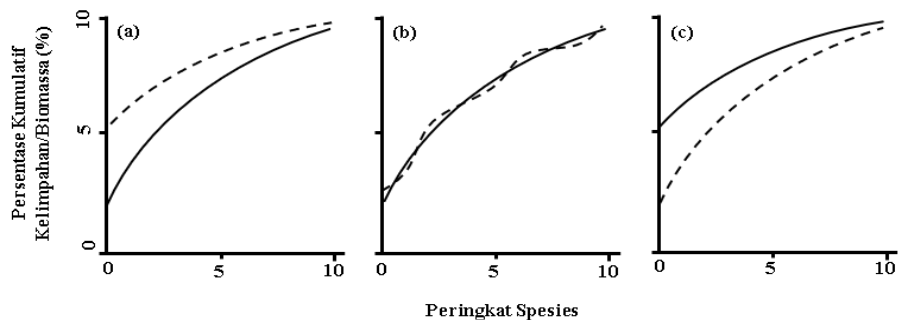 Persentase Kumulatif
Kelimpahan/Biomassa (%)
10
5
0
(a)
0
5
10
(b)
0
5
10
(c)
0
5
10
Peringkat Spesies